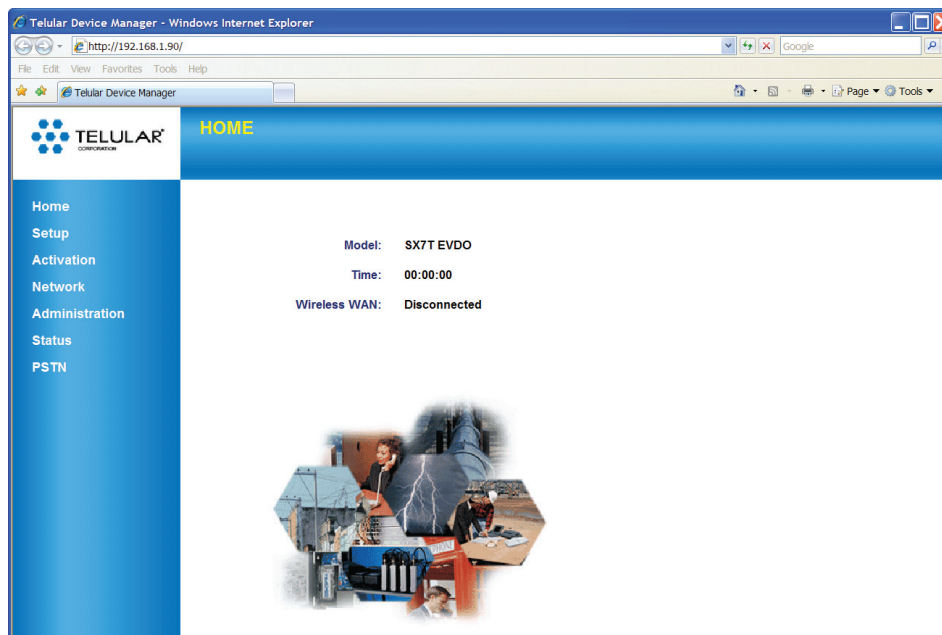 Telular Device Manager - Windows Internet Explorer
http://192.168.1.90/
Google
File Edit View Favorites Tools Help
Telular Device Manager
Page Tools
TELULAR
CORPORATION
HOME
Home
Setup
Activation
Network
Administration
Status
PSTN
Model: SX7T EVDO
Time: 00:00:00
Wireless WAN: Disconnected
PHONE